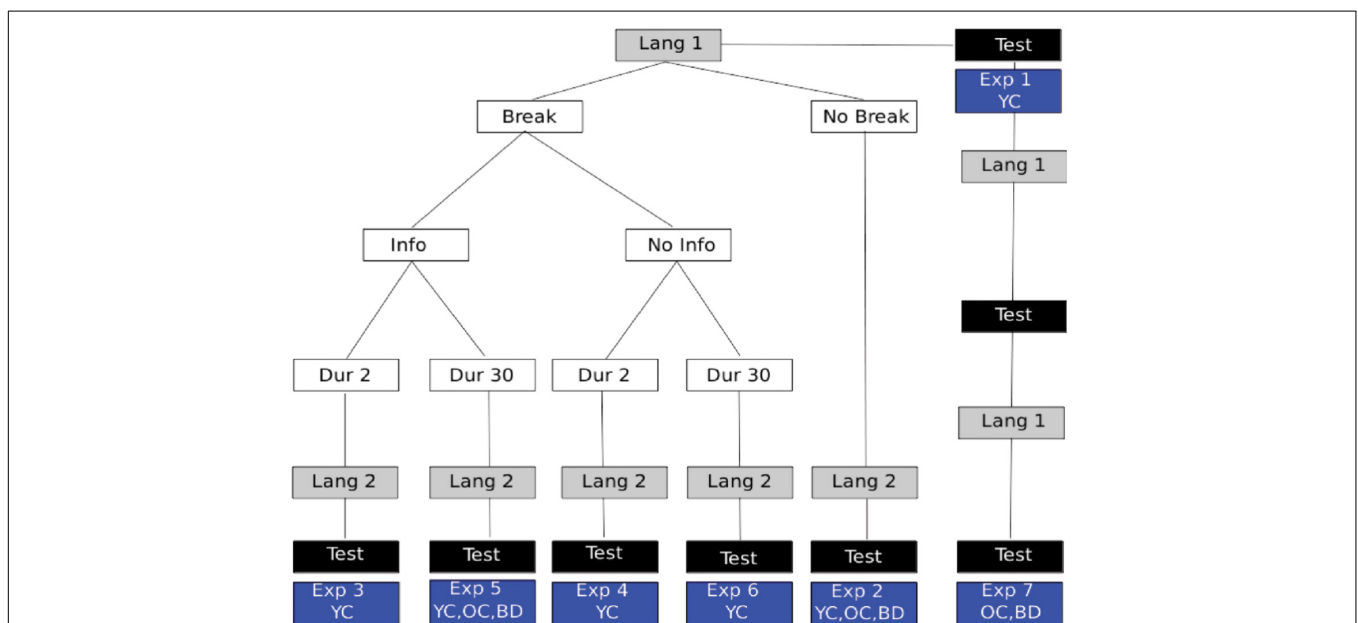 Lang 1
Test
Exp 1
YC
Break
No Break
Lang 1
Info
No Info
Test
Dur 2
Dur 30
Dur 2
Dur 30
Lang 1
Lang 2
Lang 2
Lang 2
Lang 2
Lang 2
Test
Test
Test
Test
Test
Test
Exp 3
YC
Exp 5
YC,OC,BD
Exp 4
YC
Exp 6
YC
Exp 2
YC,OC,BD
Exp 7
OC,BD